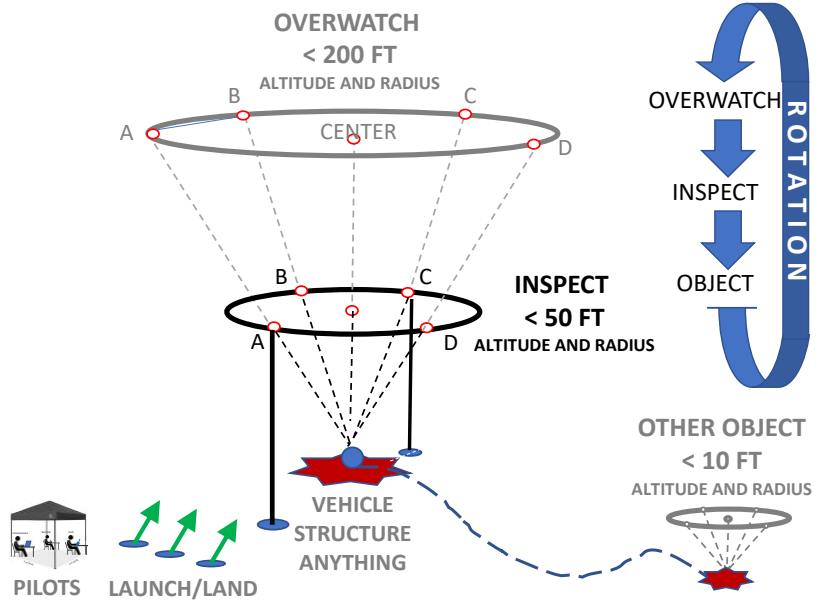 OVERWATCH
< 200 FT
ALTITUDE AND RADIUS
A
B
C
D
CENTER
INSPECT
< 50 FT
ALTITUDE AND RADIUS
A
B
C
D
VEHICLE
STRUCTURE
ANYTHING
PILOTS
LAUNCH/LAND
OTHER OBJECT
< 10 FT
ALTITUDE AND RADIUS
OVERWATCH
INSPECT
OBJECT
ROTATION